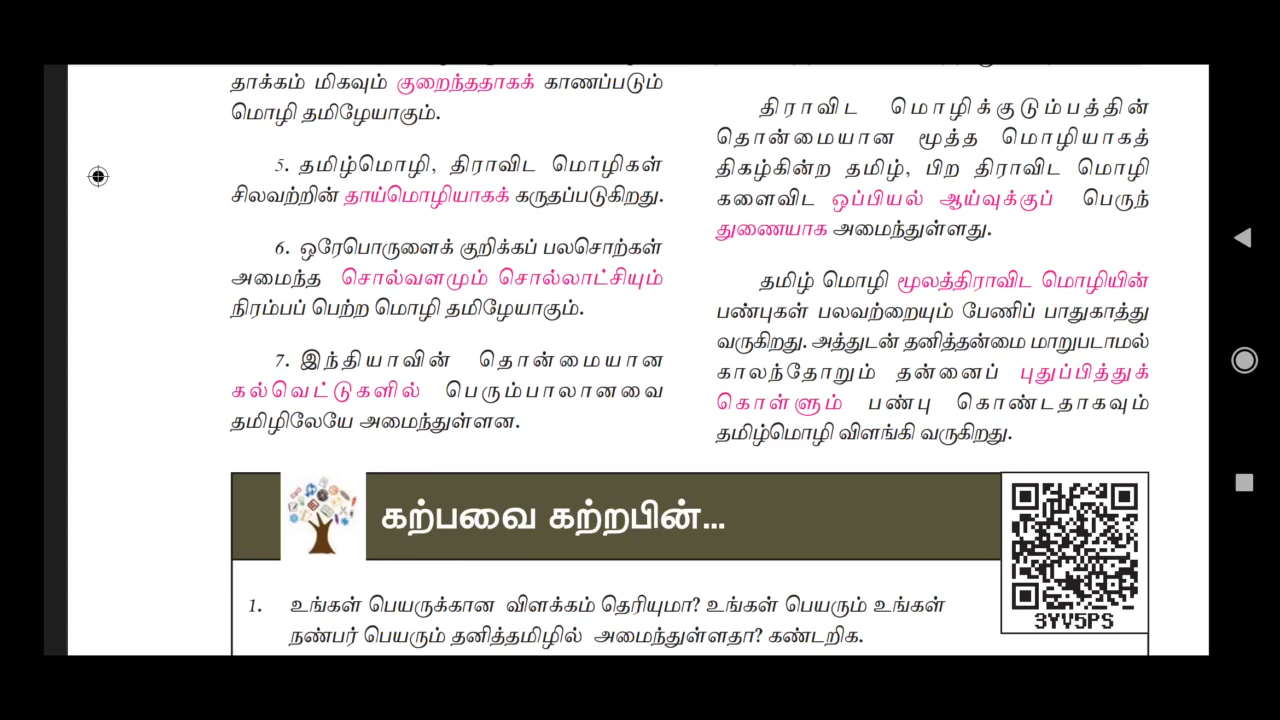 தாக்கம் மிகவும் குறைந்ததாகக் காணப்படும்
மொழி தமிழேயாகும்.
5. தமிழ்மொழி, திராவிட மொழிகள்
சிலவற்றின் தாய்மொழியாகக் கருதப்படுகிறது.
6. ஒரேபொருளைக் குறிக்கப் பலசொற்கள்
அமைந்த சொல்வளமும் சொல்லாட்சியும்
நிரம்பப் பெற்ற மொழி தமிழேயாகும்.
7. இந்தியாவின் தொன்மையான
கல்வெட்டுகளில் பெரும்பாலானவை
தமிழிலேயே அமைந்துள்ளன.
திராவிட மொழிக்குடும்பத்தின்
தொன்மையான மூத்த மொழியாகத்
திகழ்கின்ற தமிழ், பிற திராவிட மொழி
களைவிட ஒப்பியல் ஆய்வுக்குப் பெருந்
துணையாக அமைந்துள்ளது.
தமிழ் மொழி மூலத்திராவிட மொழியின்
பண்புகள் பலவற்றையும் பேணிப் பாதுகாத்து
வருகிறது. அத்துடன் தனித்தன்மை மாறுபடாமல்
காலந்தோறும் தன்னைப் புதுப்பித்துக்
கொள்ளும் பண்பு கொண்டதாகவும்
தமிழ்மொழி விளங்கி வருகிறது.
கற்பவை கற்றபின்...
3YV5PS
1. உங்கள் பெயருக்கான விளக்கம் தெரியுமா? உங்கள் பெயரும் உங்கள்
நண்பர் பெயரும் தனித்தமிழில் அமைந்துள்ளதா? கண்டறிக.